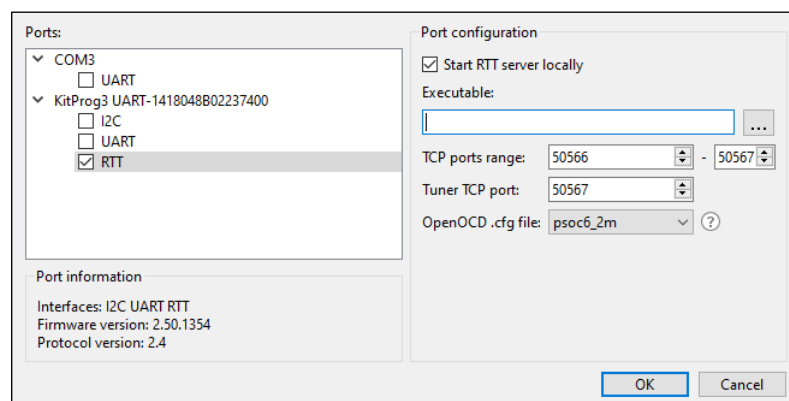 Ports:
COM3
UART
KitProg3 UART-1418048B02237400
I2C
UART
RTT
Port information
Interfaces: I2C UART RTT
Firmware version: 2.50.1354
Protocol version: 2.4
Port configuration
Start RTT server locally
Executable:
...
TCP ports range: 50566 - 50567
Tuner TCP port: 50567
OpenOCD .cfg file: psoc6_2m ?
OK Cancel